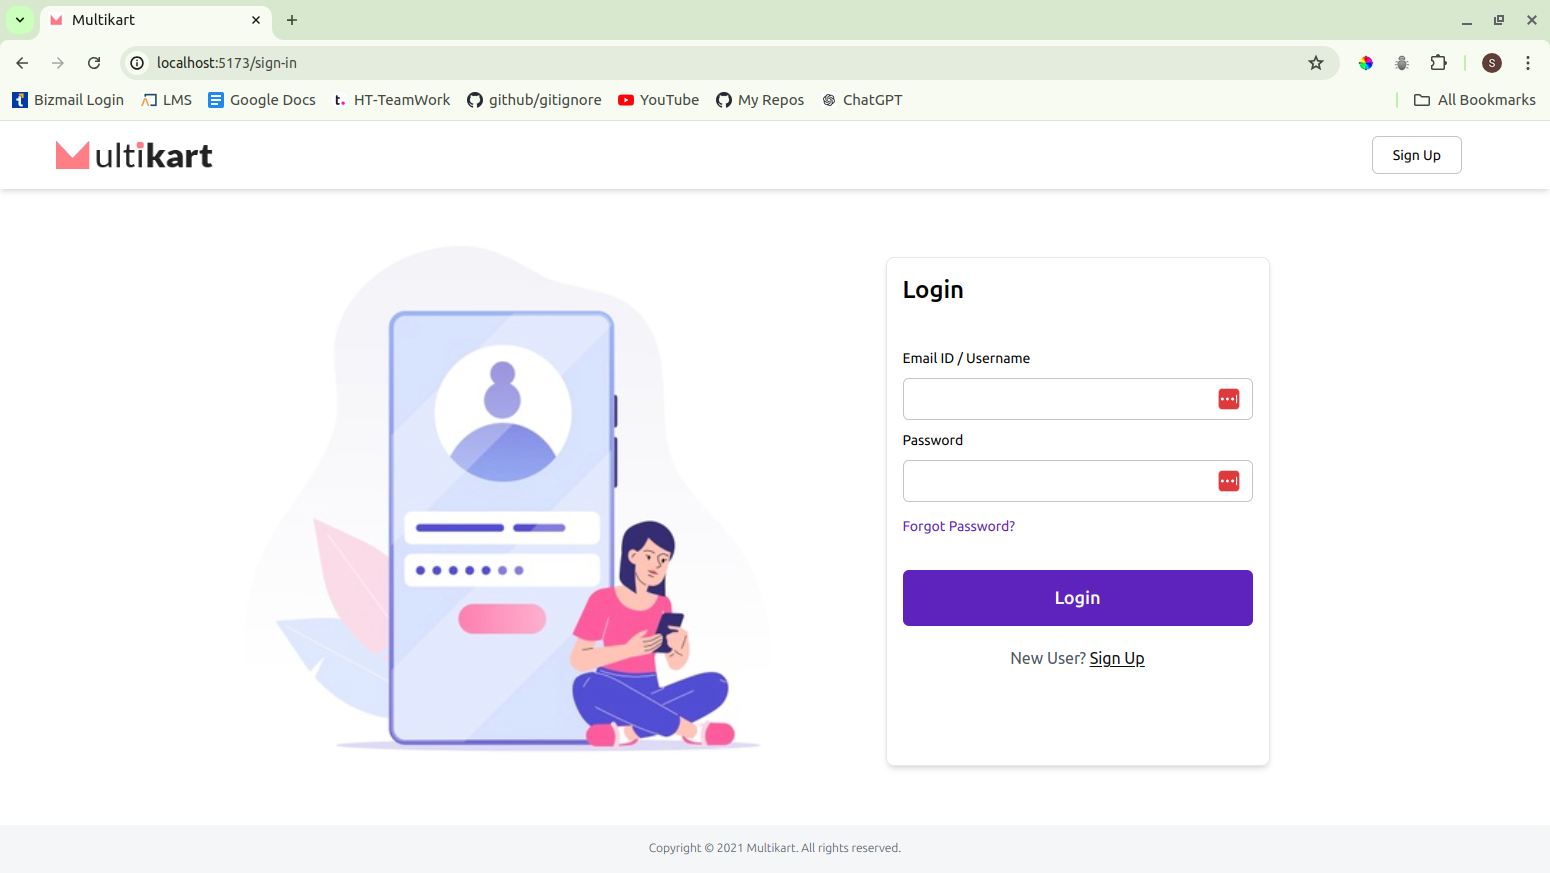 Multikart
localhost:5173/sign-in
S
Bizmail Login LMS Google Docs HT-TeamWork github/gitignore YouTube My Repos ChatGPT All Bookmarks
ultikart
Sign Up
Login
Email ID / Username
Password
Forgot Password?
Login
New User? Sign Up
Copyright © 2021 Multikart. All rights reserved.